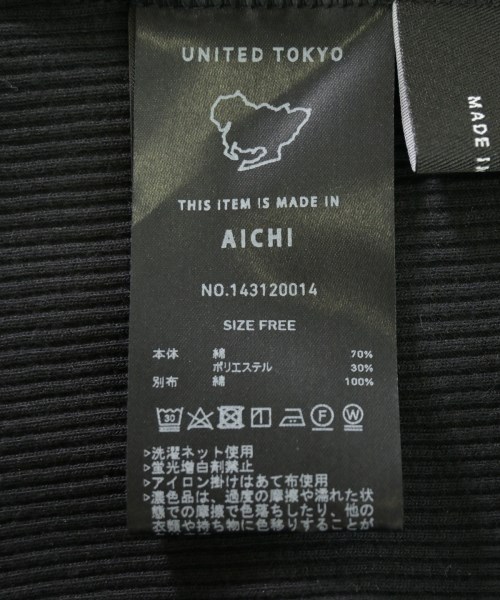 UNITED TOKYO
THIS ITEM IS MADE IN
AICHI
NO.143120014
SIZE FREE
本体 綿 70%
ポリエステル 30%
別布 綿 100%
30 F W
>洗濯ネット使用
>蛍光増白剤禁止
>アイロン掛けはあて布使用
>濃色品は、過度の摩擦や濡れた状
態での摩擦で色落ちしたり、他の
衣類や持ち物に色移りすることが
MADE IN